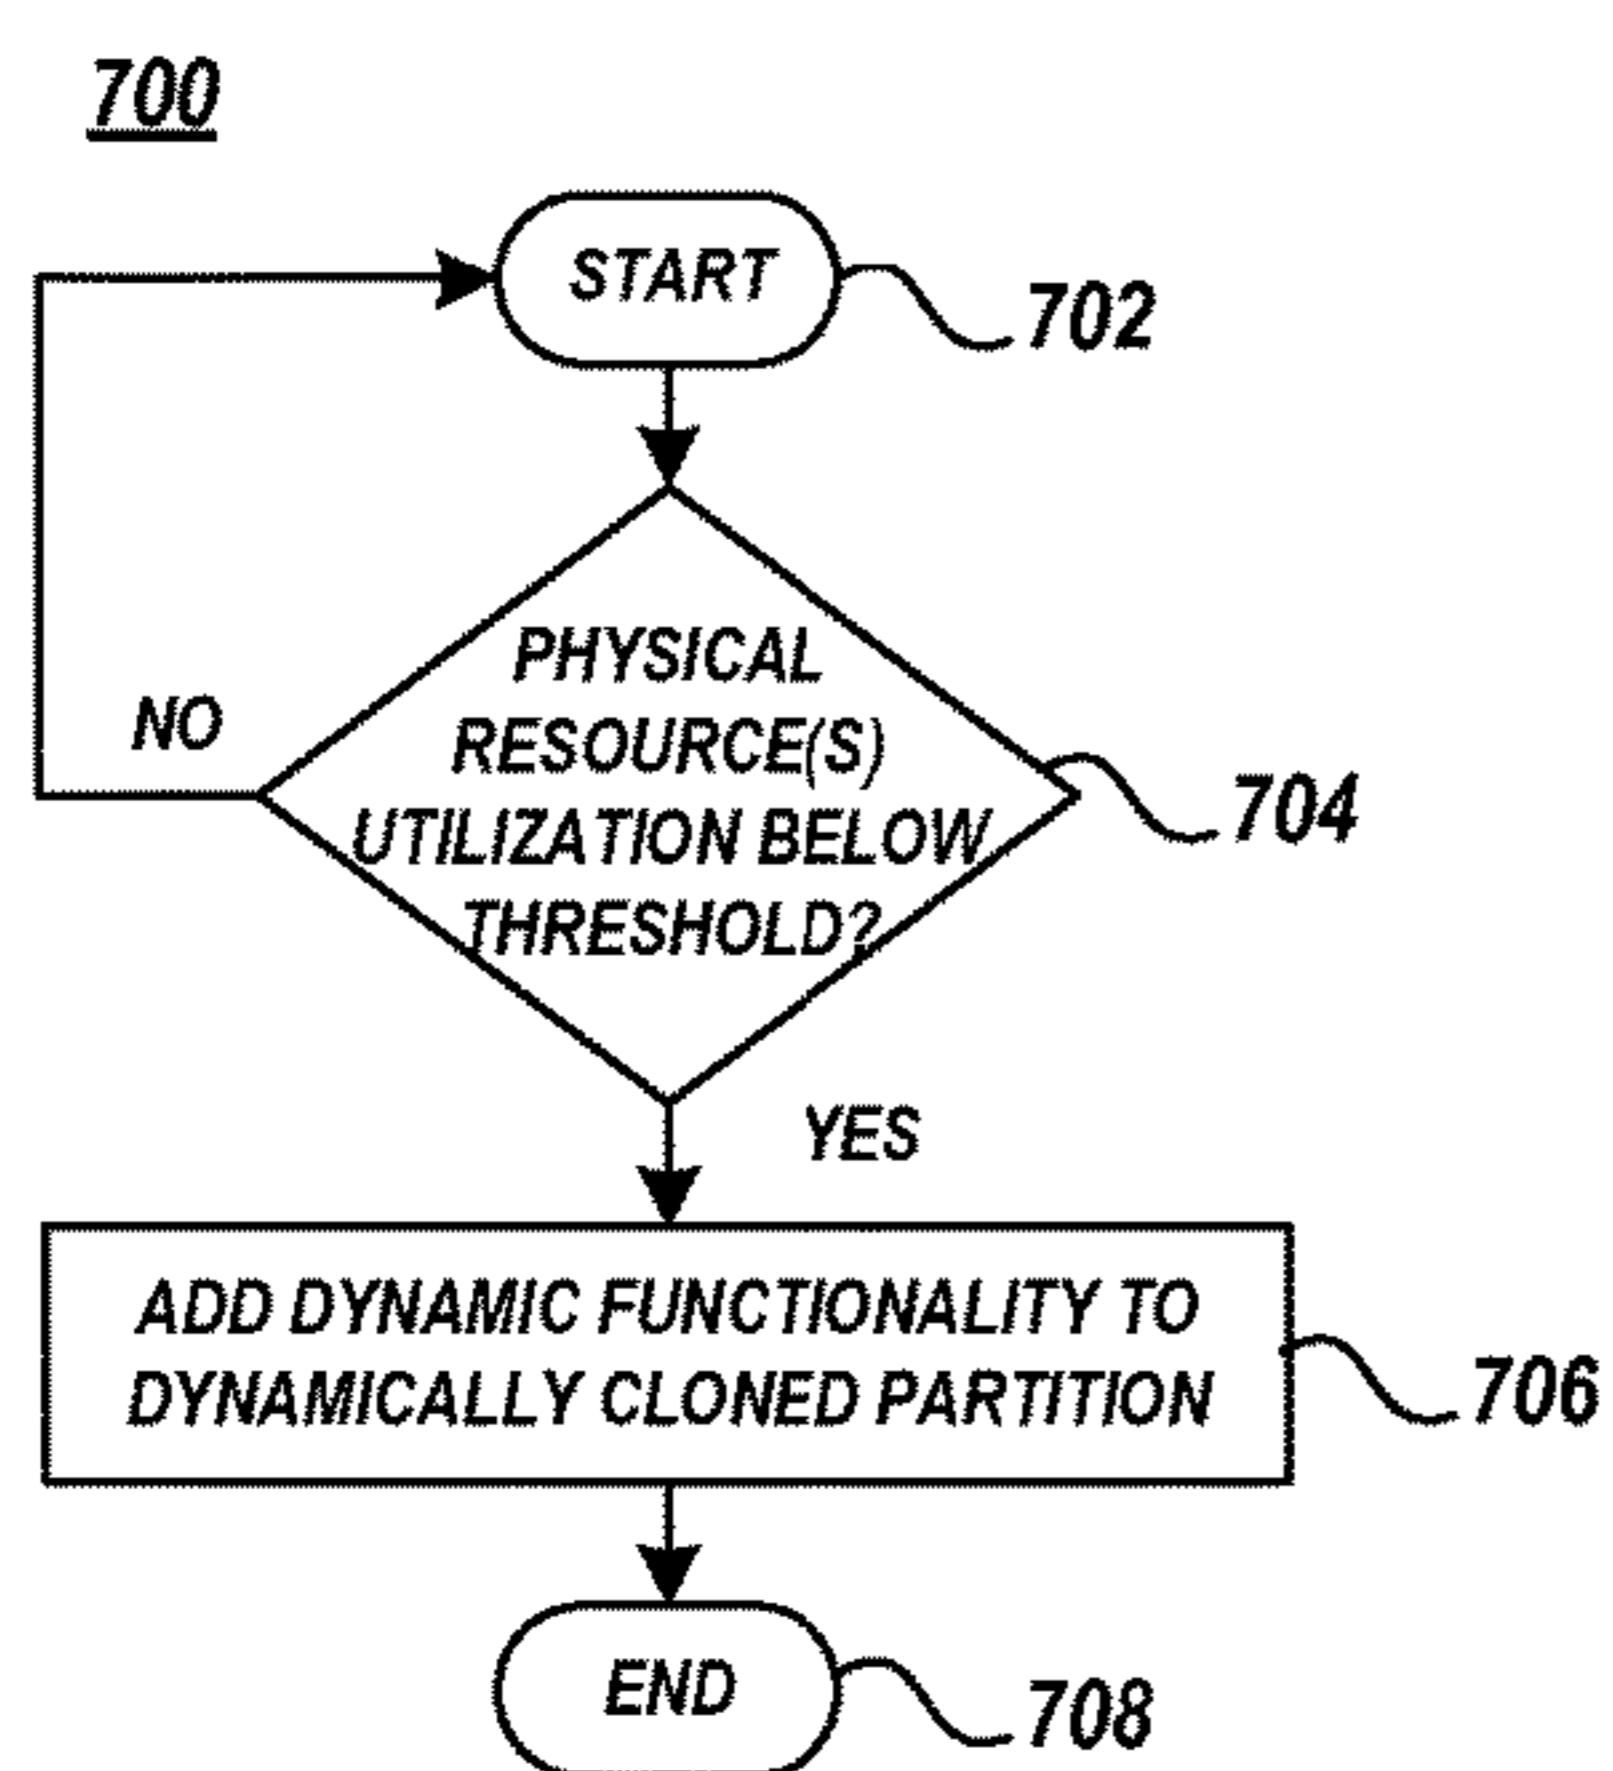 700
START
702
PHYSICAL
RESOURCE(S)
UTILIZATION BELOW
THRESHOLD?
704
NO
YES
ADD DYNAMIC FUNCTIONALITY TO
DYNAMICALLY CLONED PARTITION
706
END
708